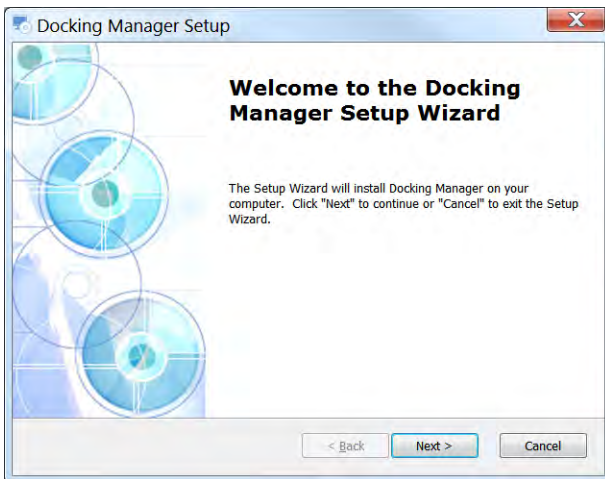 Docking Manager Setup
X
Welcome to the Docking
Manager Setup Wizard
The Setup Wizard will install Docking Manager on your
computer. Click "Next" to continue or "Cancel" to exit the Setup
Wizard.
< Back
Next >
Cancel